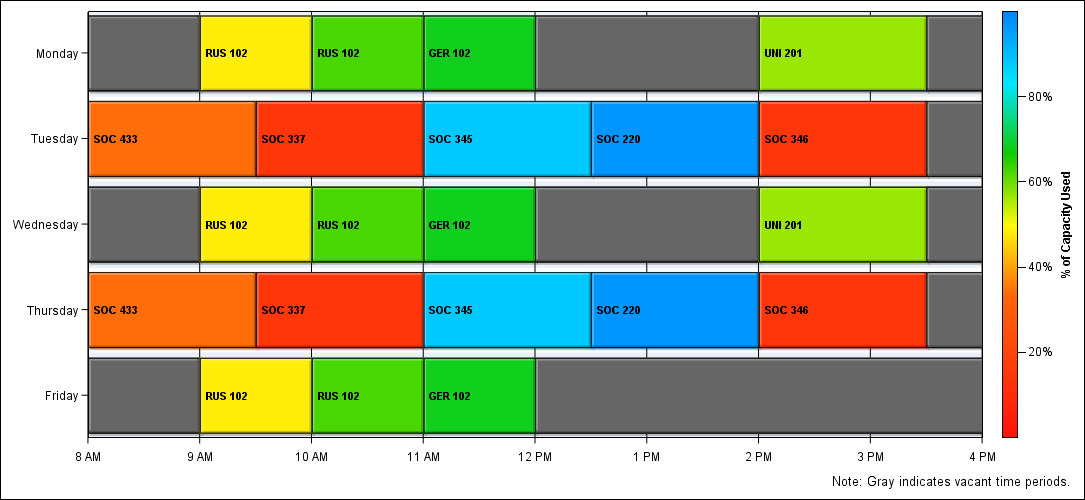 Monday
RUS 102
RUS 102
GER 102
UNI 201
Tuesday
SOC 433
SOC 337
SOC 345
SOC 220
SOC 346
Wednesday
RUS 102
RUS 102
GER 102
UNI 201
Thursday
SOC 433
SOC 337
SOC 345
SOC 220
SOC 346
Friday
RUS 102
RUS 102
GER 102
8 AM
9 AM
10 AM
11 AM
12 PM
1 PM
2 PM
3 PM
4 PM
80%
60%
40%
20%
% of Capacity Used
Note: Gray indicates vacant time periods.